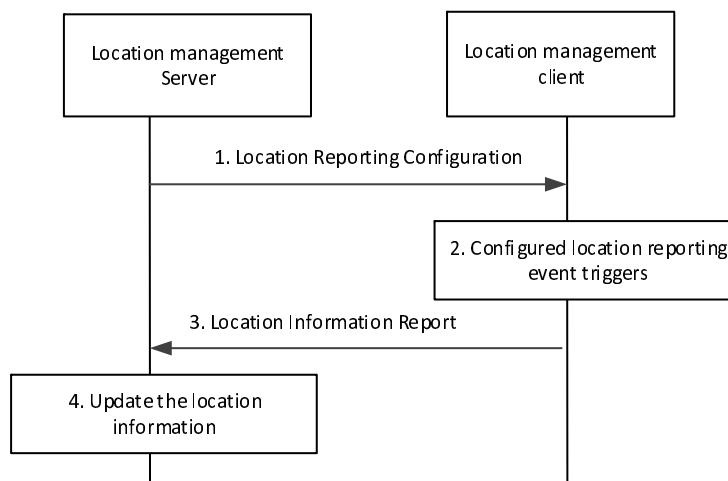 Location management
Server
Location management
client
1. Location Reporting Configuration
2. Configured location reporting
event triggers
3. Location Information Report
4. Update the location
information